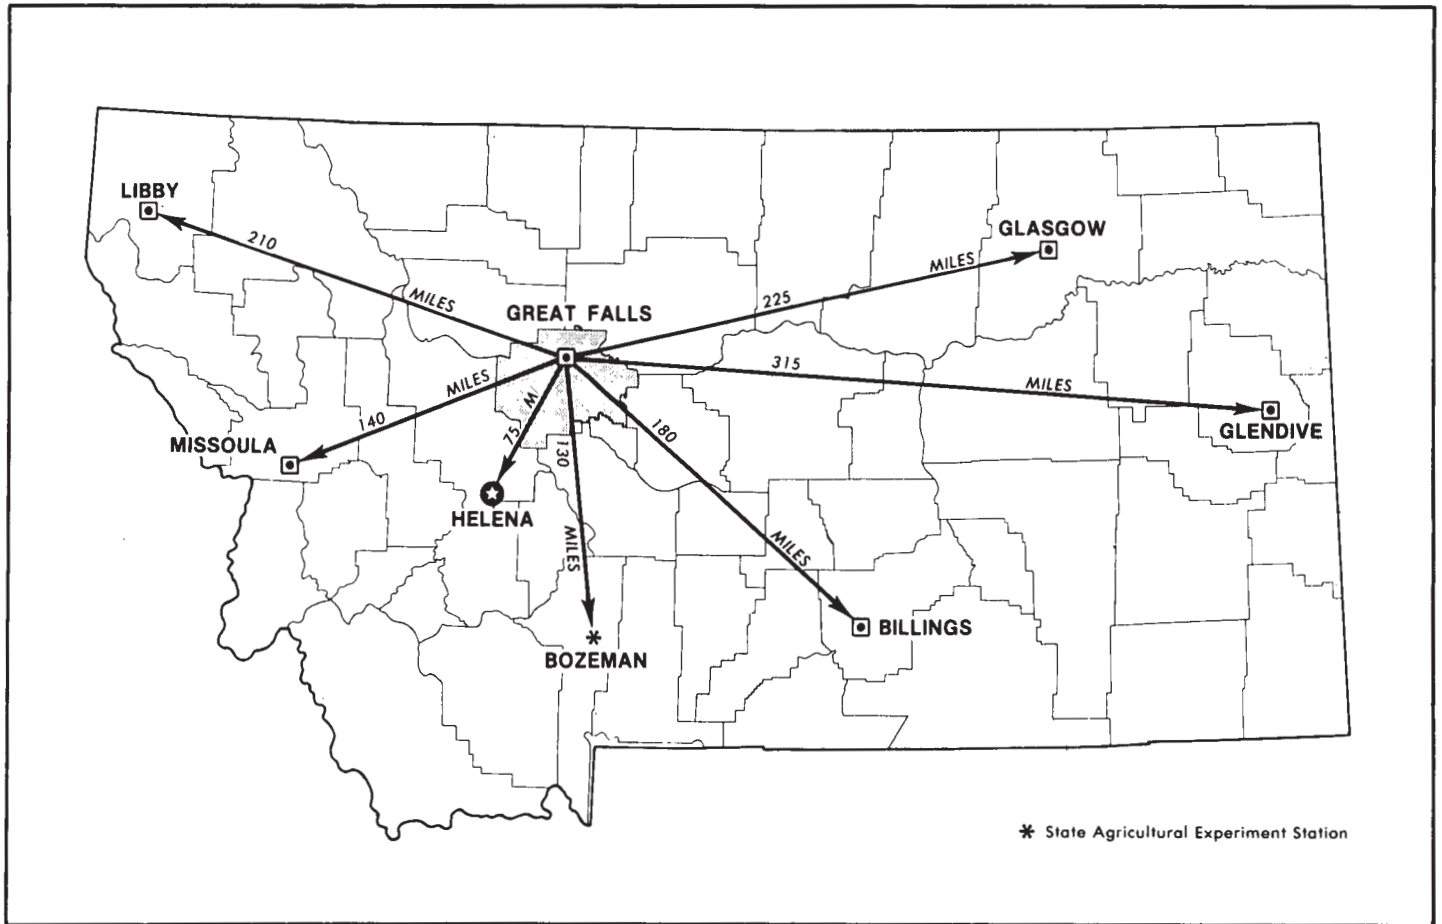 LIBBY
210
MILES
GLASGOW
MILES
225
GREAT FALLS
315
MILES
GLENDIVE
MILES
140
MISSOULA
75 M
HELENA
130
MILES
BOZEMAN
180
MILES
BILLINGS
* State Agricultural Experiment Station